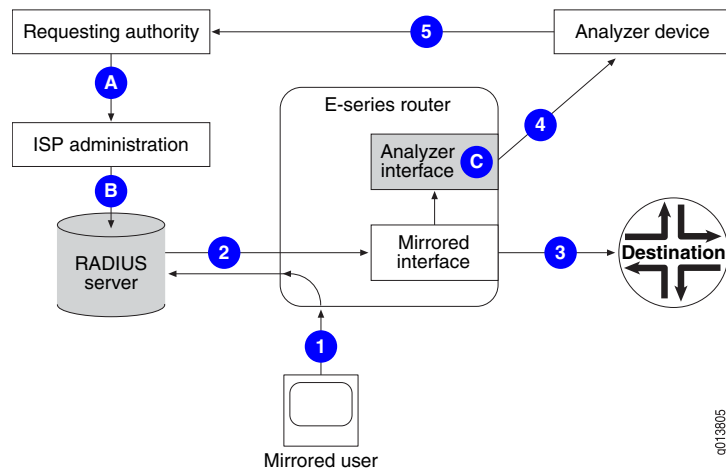 Requesting authority
5
Analyzer device
A
E-series router
4
ISP administration
Analyzer
interface
C
B
RADIUS
server
2
Mirrored
interface
3
Destination
1
Mirrored user
g013805